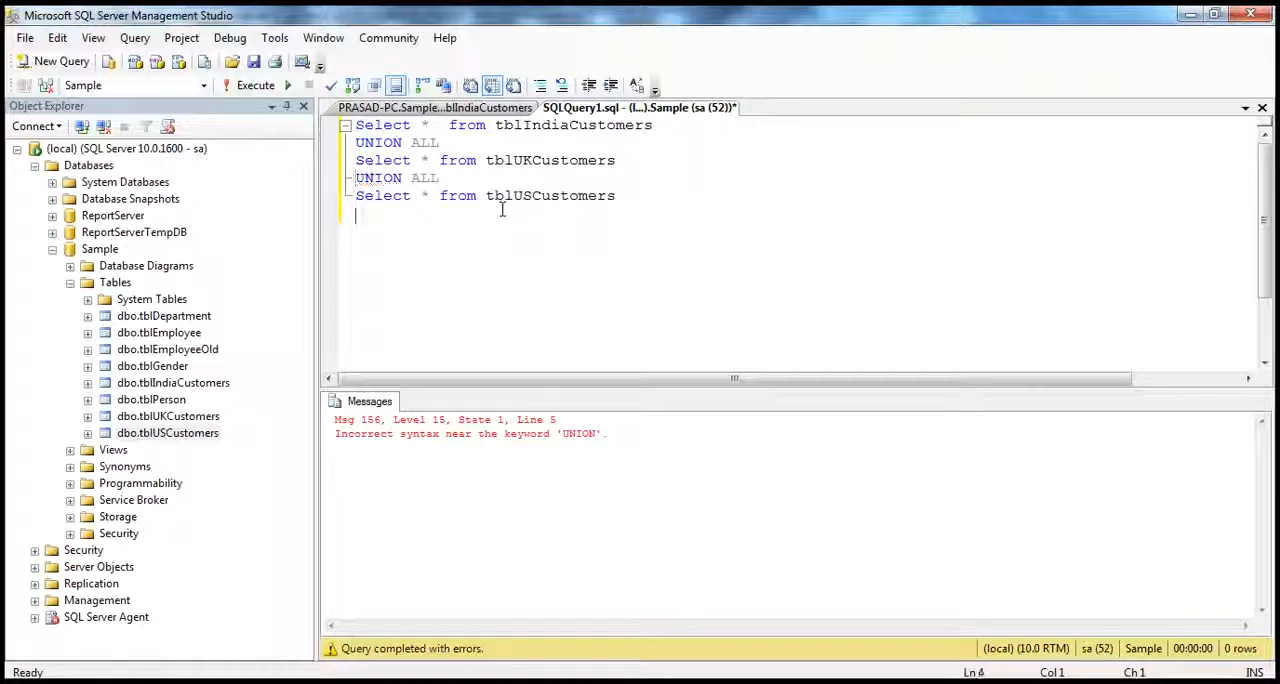 Microsoft SQL Server Management Studio
File Edit View Query Project Debug Tools Window Community Help
New Query
Sample Execute
Object Explorer
PRASAD-PC.Sample...blIndiaCustomers SQLQuery1.sql - (l...).Sample (sa (52))*
Connect
(local) (SQL Server 10.0.1600 - sa)
Databases
System Databases
Database Snapshots
ReportServer
ReportServerTempDB
Sample
Database Diagrams
Tables
System Tables
dbo.tblDepartment
dbo.tblEmployee
dbo.tblEmployeeOld
dbo.tblGender
dbo.tblIndiaCustomers
dbo.tblPerson
dbo.tblUKCustomers
dbo.tblUSCustomers
Views
Synonyms
Programmability
Service Broker
Storage
Security
Security
Server Objects
Replication
Management
SQL Server Agent
Select * from tblIndiaCustomers
UNION ALL
Select * from tblUKCustomers
UNION ALL
Select * from tblUSCustomers
Messages
Msg 156, Level 15, State 1, Line 5
Incorrect syntax near the keyword 'UNION'.
Query completed with errors. (local) (10.0 RTM) sa (52) Sample 00:00:00 0 rows
Ready Ln Col 1 Ch 1 INS